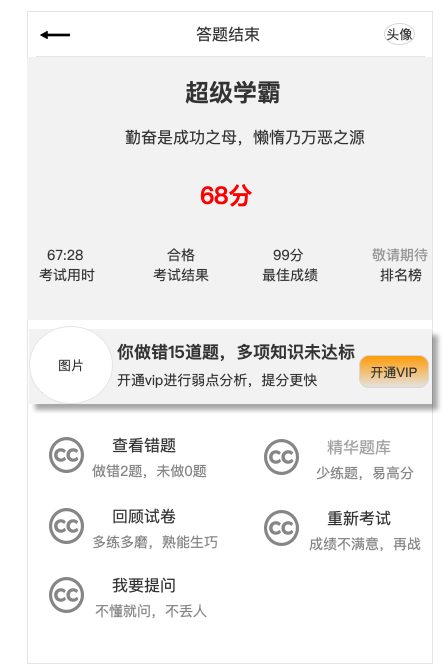 答题结束
头像
超级学霸
勤奋是成功之母，懒惰乃万恶之源
68分
67:28
合格
99分
敬请期待
考试用时
考试结果
最佳成绩
排名榜
图片
你做错15道题，多项知识未达标
开通vip进行弱点分析，提分更快
开通VIP
CC
查看错题
做错2题，未做0题
CC
精华题库
少练题，易高分
CC
回顾试卷
多练多磨，熟能生巧
CC
重新考试
成绩不满意，再战
CC
我要提问
不懂就问，不丢人